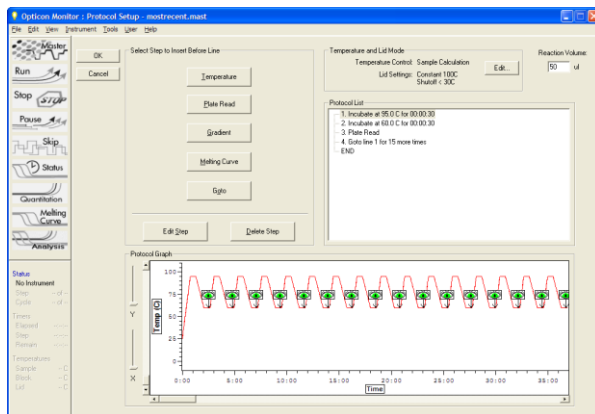 Opticon Monitor : Protocol Setup - mostrecent.mast
File Edit View Instrument Tools User Help
Master
Run
Stop
STOP
Pause
Skip
Status
Quantitation
Melting
Curve
Analysis
Status
No Instrument
Step -- of --
Cycle -- of --
Timers
Elapsed
Step
Remain
Temperatures
Sample -- C
Block -- C
Lid -- C
OK
Cancel
Select Step to Insert Before Line
Temperature
Plate Read
Gradient
Melting Curve
Goto
Edit Step
Delete Step
Temperature and Lid Mode
Temperature Control: Sample Calculation
Lid Settings: Constant 100C
Shutoff < 30C
Edit...
Reaction Volume:
50 ul
Protocol List
1. Incubate at 95.0 C for 00:00:30
2. Incubate at 60.0 C for 00:00:30
3. Plate Read
4. Goto line 1 for 15 more times
END
Protocol Graph
Y
X
Temp (C)
100
75
50
25
0
0:00 5:00 10:00 15:00 20:00 25:00 30:00 35:00
Time